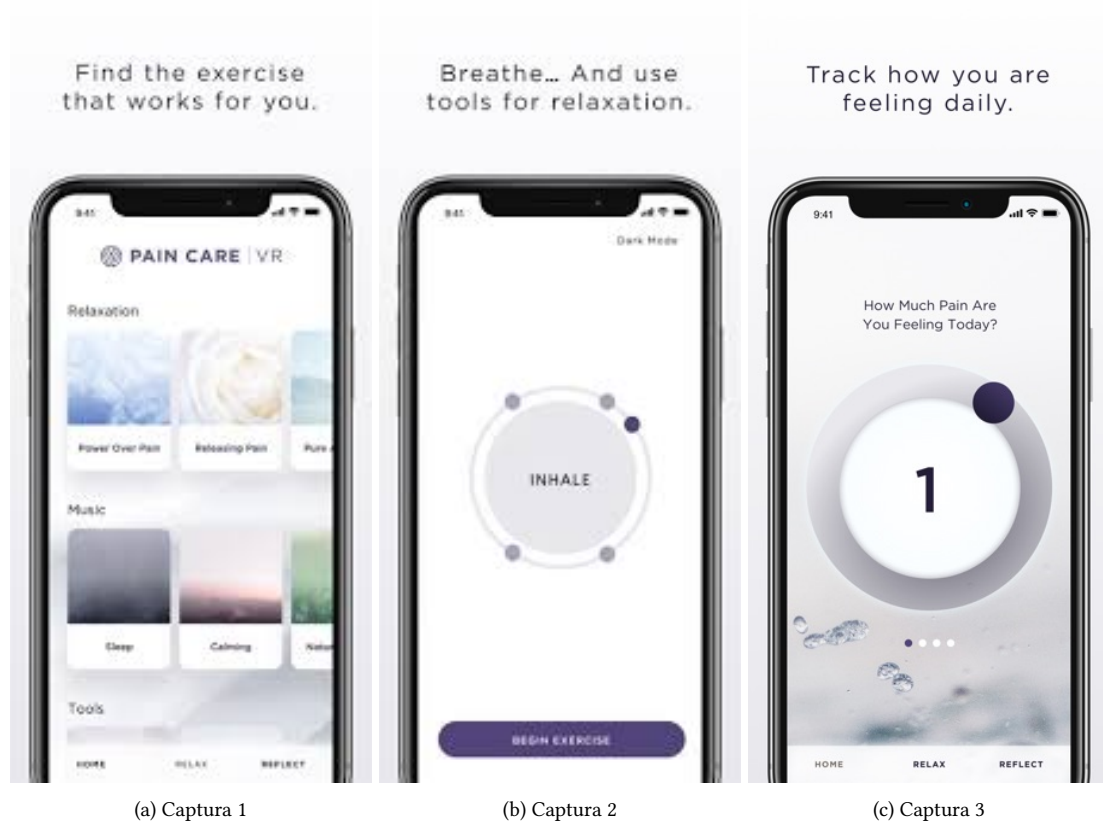 Find the exercise
that works for you.
9:41
PAIN CARE | VR
Relaxation
Power Over Pain
Releasing Pain
Pure
Music
Sleep
Calming
Natur
Tools
HOME
RELAX
REFLECT
(a) Captura 1
Breathe... And use
tools for relaxation.
9:41
Dark Mode
INHALE
BEGIN EXERCISE
(b) Captura 2
Track how you are
feeling daily.
9:41
How Much Pain Are
You Feeling Today?
1
HOME
RELAX
REFLECT
(c) Captura 3